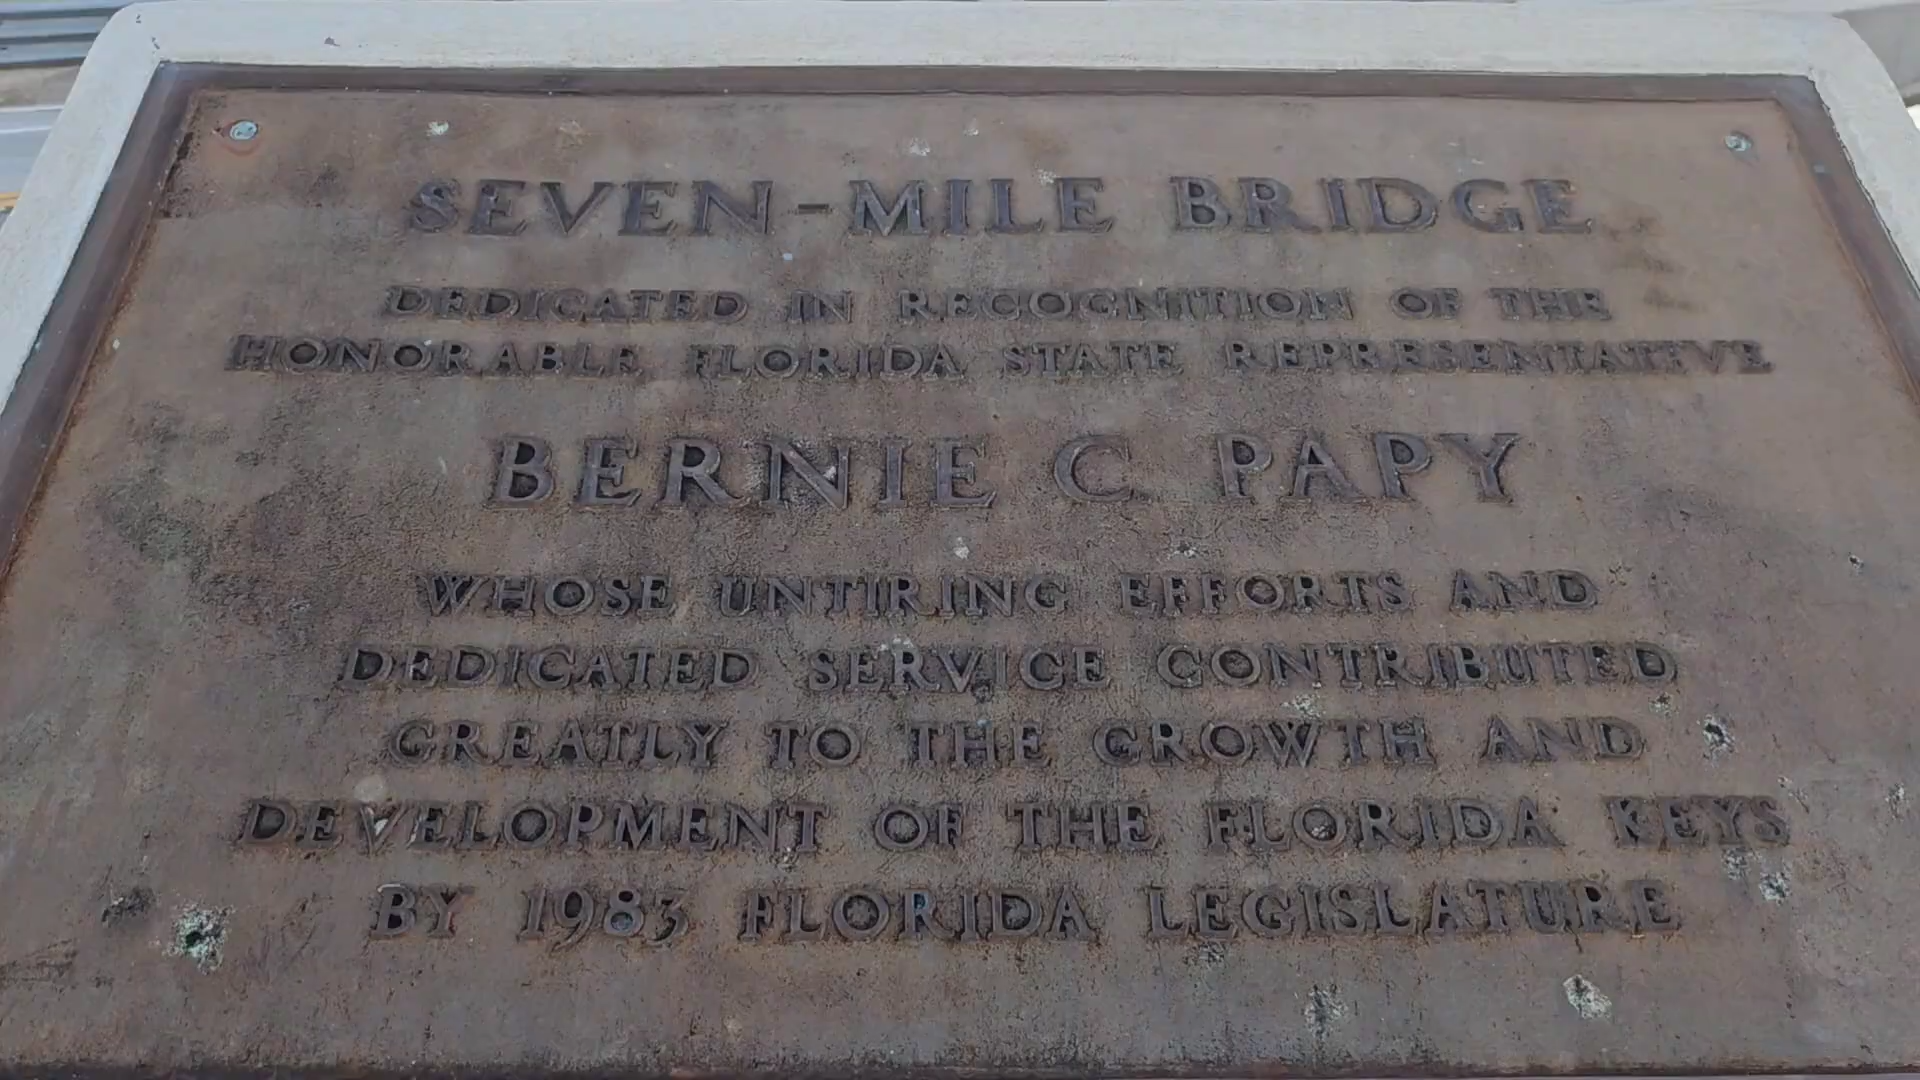 SEVEN-MILE BRIDGE
DEDICATED IN RECOGNITION OF THE
HONORABLE FLORIDA STATE REPRESENTATIVE
BERNIE C. PAPY
WHOSE UNTIRING EFFORTS AND
DEDICATED SERVICE CONTRIBUTED
GREATLY TO THE GROWTH AND
DEVELOPMENT OF THE FLORIDA KEYS
BY 1983 FLORIDA LEGISLATURE